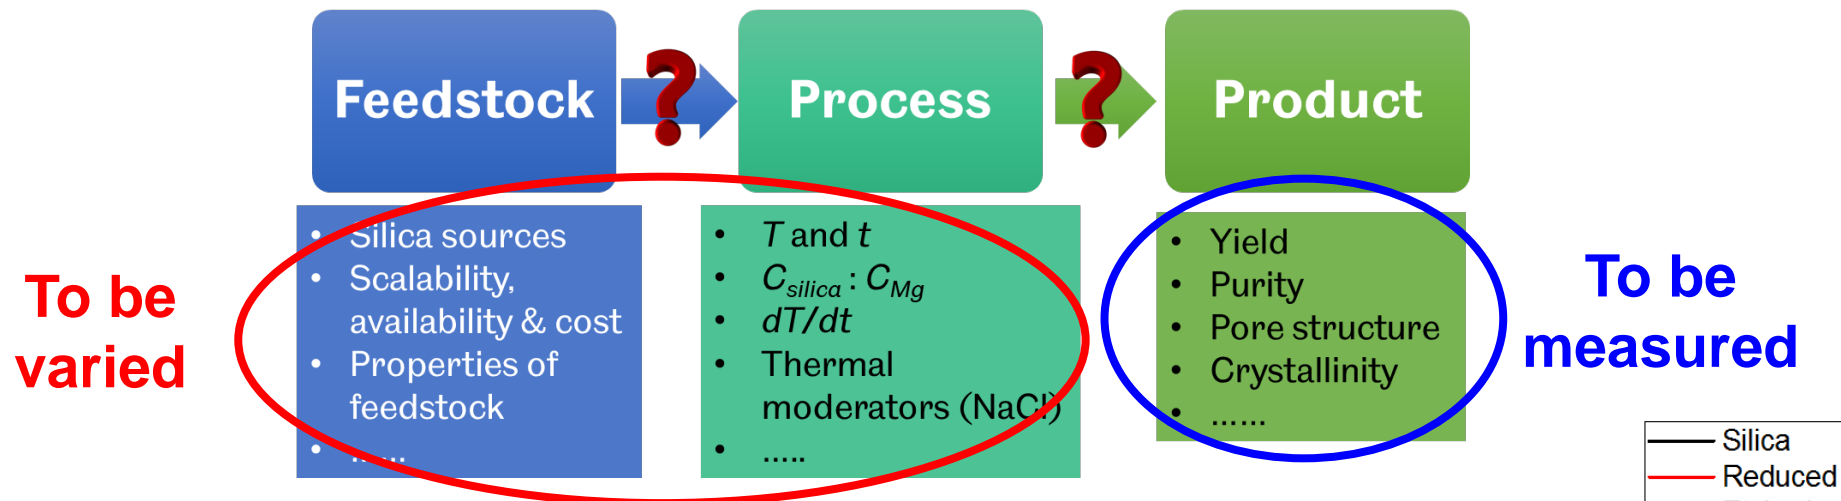 Feedstock
?
Process
?
Product
To be
varied
• Silica sources
• Scalability,
availability & cost
• Properties of
feedstock
• ......
• T and t
• Csilica : CMg
• dT/dt
• Thermal
moderators (NaCl)
• .....
• Yield
• Purity
• Pore structure
• Crystallinity
• ......
To be
measured
Silica
Reduced